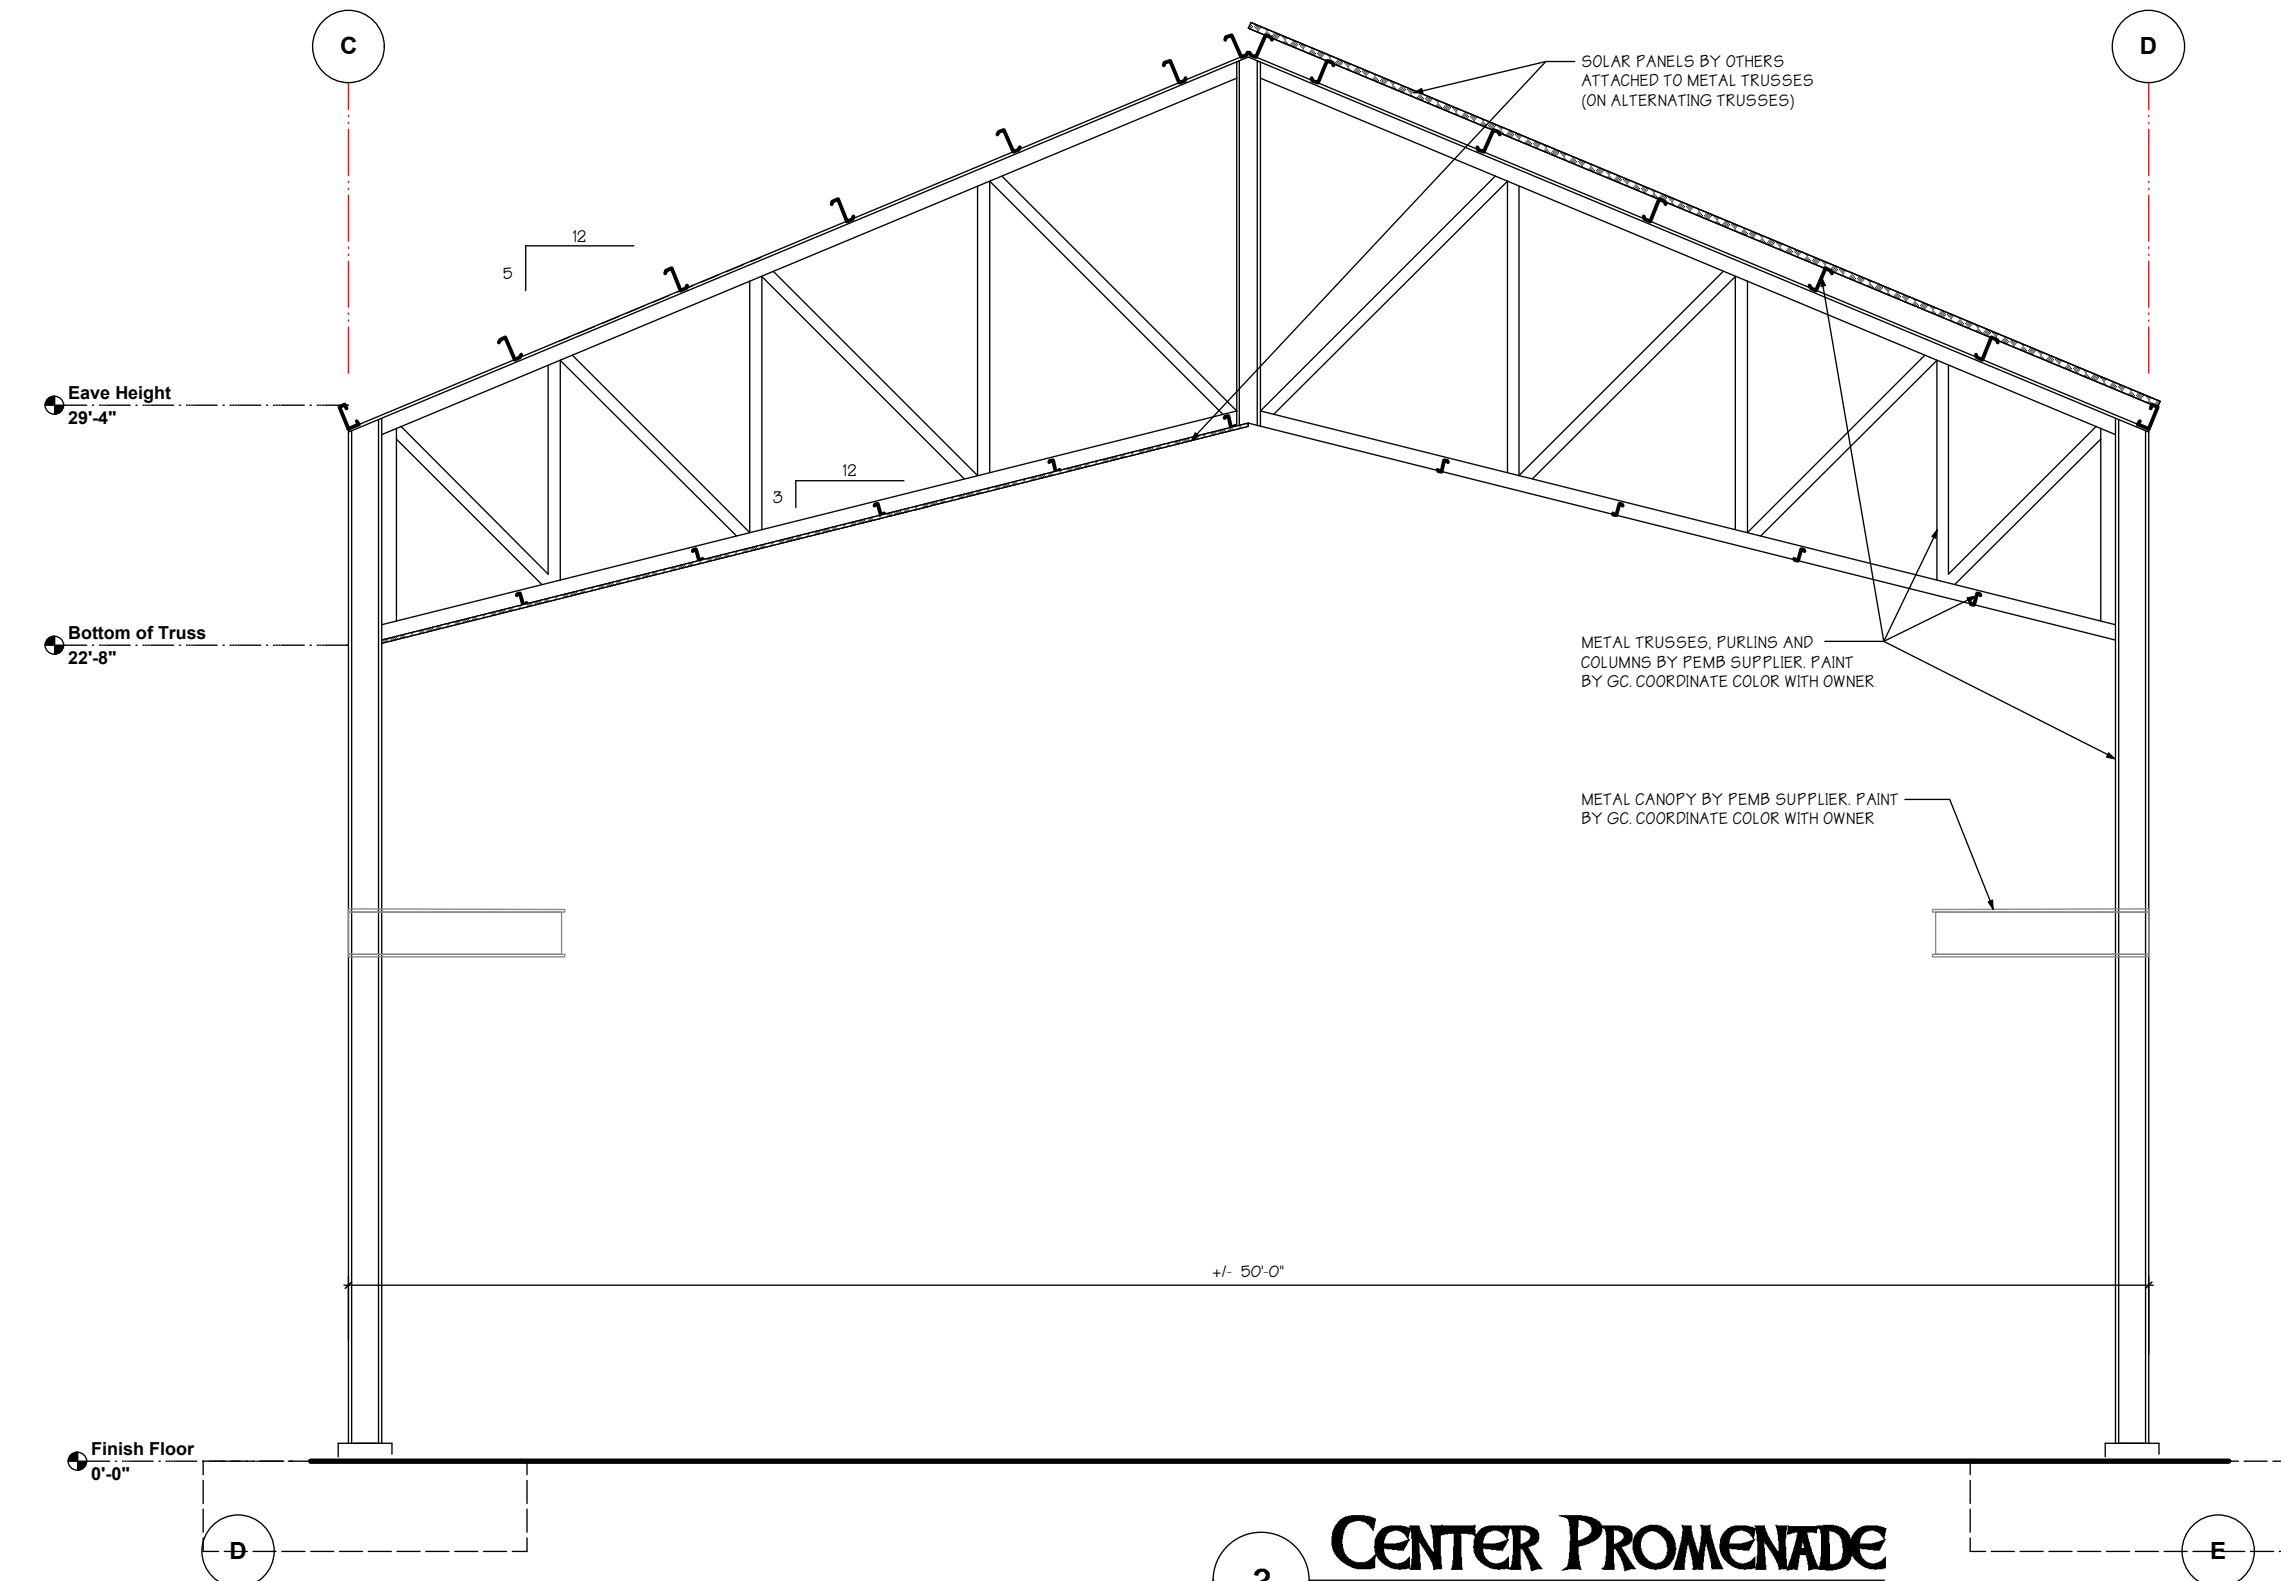 C
D
SOLAR PANELS BY OTHERS
ATTACHED TO METAL TRUSSES
(ON ALTERNATING TRUSSES)
12
5
Eave Height
29'-4"
12
3
Bottom of Truss
22'-8"
METAL TRUSSES, PURLINS AND
COLUMNS BY PEMB SUPPLIER. PAINT
BY GC. COORDINATE COLOR WITH OWNER
METAL CANOPY BY PEMB SUPPLIER. PAINT
BY GC. COORDINATE COLOR WITH OWNER
+/- 50'-0"
Finish Floor
0'-0"
D
CENTER PROMENADE
E